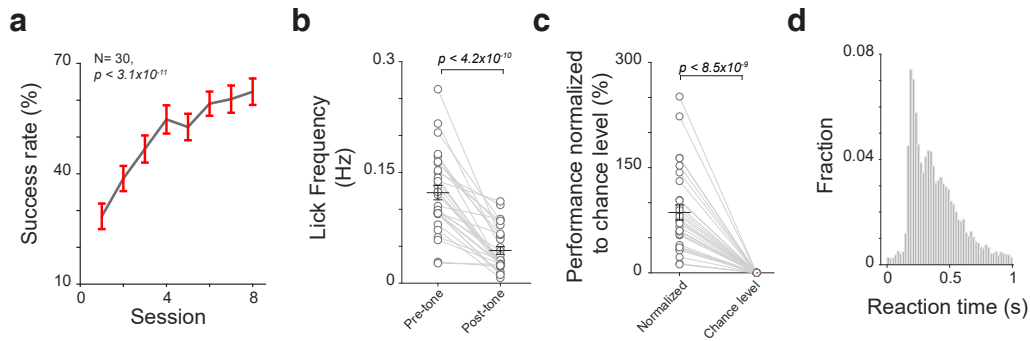 a
70
N= 30,
p < 3.1x10-11
Success rate (%)
40
10
0
4
8
Session
b
0.3
p < 4.2x10-10
Lick Frequency
(Hz)
0.15
0
Pre-tone
Post-tone
c
300
p < 8.5x10-9
Performance normalized
to chance level (%)
150
0
Normalized
Chance level
d
0.08
Fraction
0.04
0
0
0.5
1
Reaction time (s)